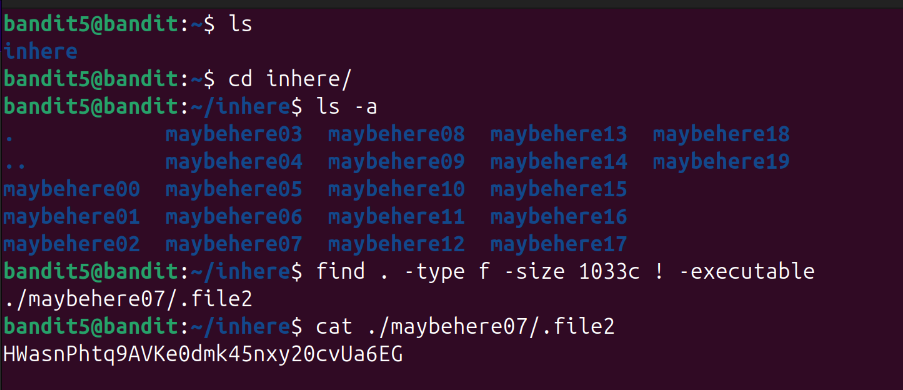 bandit5@bandit:~$ ls
inhere
bandit5@bandit:~$ cd inhere/
bandit5@bandit:~/inhere$ ls -a
.            maybehere03  maybehere08  maybehere13  maybehere18
..           maybehere04  maybehere09  maybehere14  maybehere19
maybehere00  maybehere05  maybehere10  maybehere15
maybehere01  maybehere06  maybehere11  maybehere16
maybehere02  maybehere07  maybehere12  maybehere17
bandit5@bandit:~/inhere$ find . -type f -size 1033c ! -executable
./maybehere07/.file2
bandit5@bandit:~/inhere$ cat ./maybehere07/.file2
HWasnPhtq9AVKe0dmk45nxy20cvUa6EG